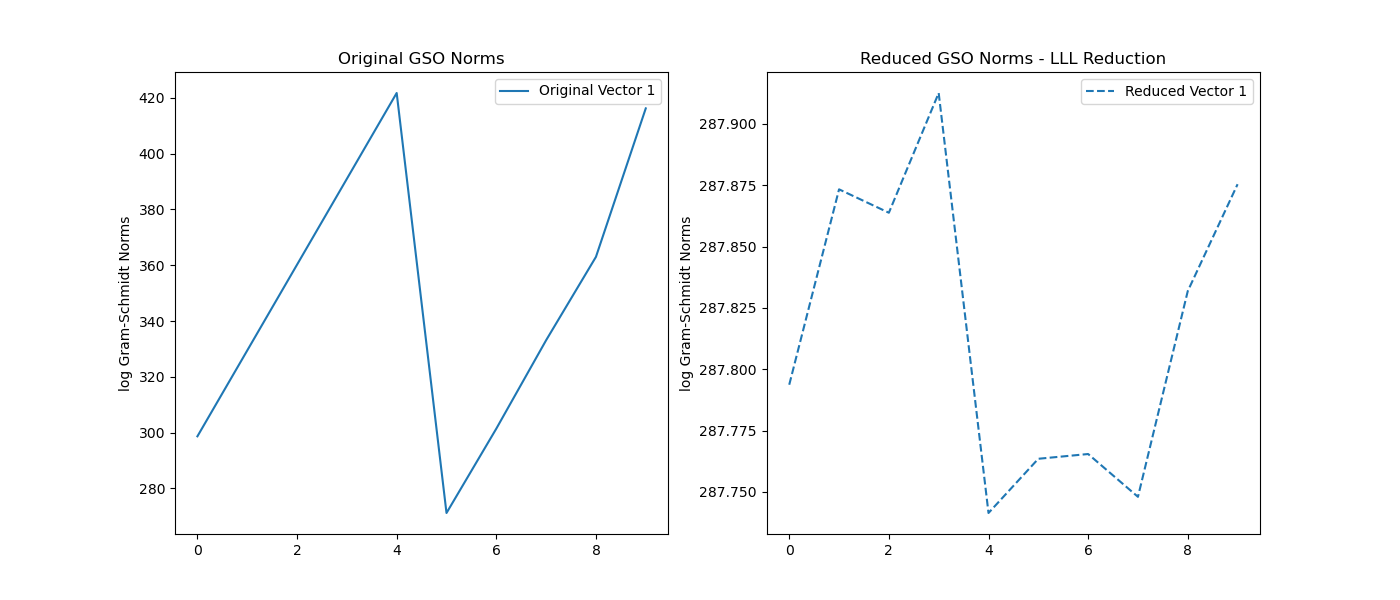 Original GSO Norms
Original Vector 1
log Gram-Schmidt Norms
420
400
380
360
340
320
300
280
0 2 4 6 8
Reduced GSO Norms - LLL Reduction
Reduced Vector 1
log Gram-Schmidt Norms
287.900
287.875
287.850
287.825
287.800
287.775
287.750
0 2 4 6 8